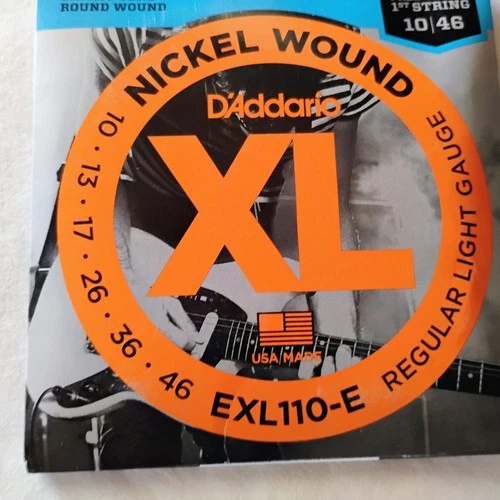 ROUND WOUND
1ST STRING
10|46
NICKEL WOUND
D'Addario
XL
10 • 13 • 17 • 26 • 36 • 46
USA MADE
EXL110-E
REGULAR LIGHT GAUGE